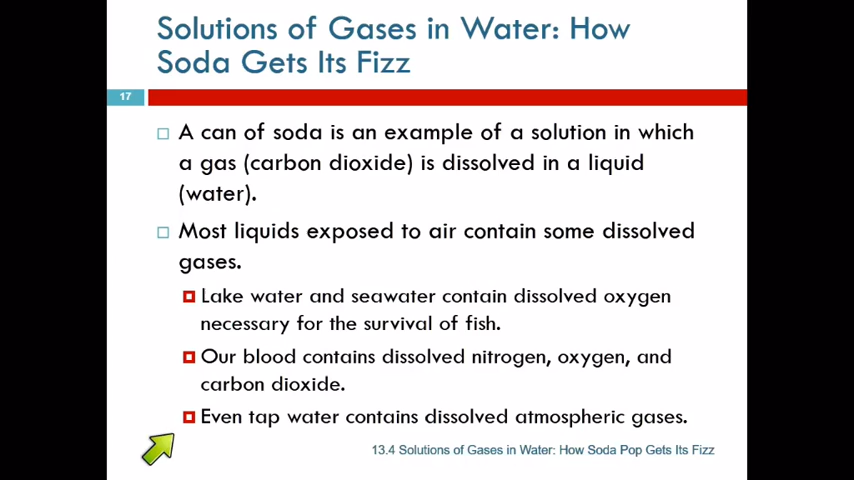 Solutions of Gases in Water: How
Soda Gets Its Fizz
17
A can of soda is an example of a solution in which
a gas (carbon dioxide) is dissolved in a liquid
(water).
Most liquids exposed to air contain some dissolved
gases.
Lake water and seawater contain dissolved oxygen
necessary for the survival of fish.
Our blood contains dissolved nitrogen, oxygen, and
carbon dioxide.
Even tap water contains dissolved atmospheric gases.
13.4 Solutions of Gases in Water: How Soda Pop Gets Its Fizz